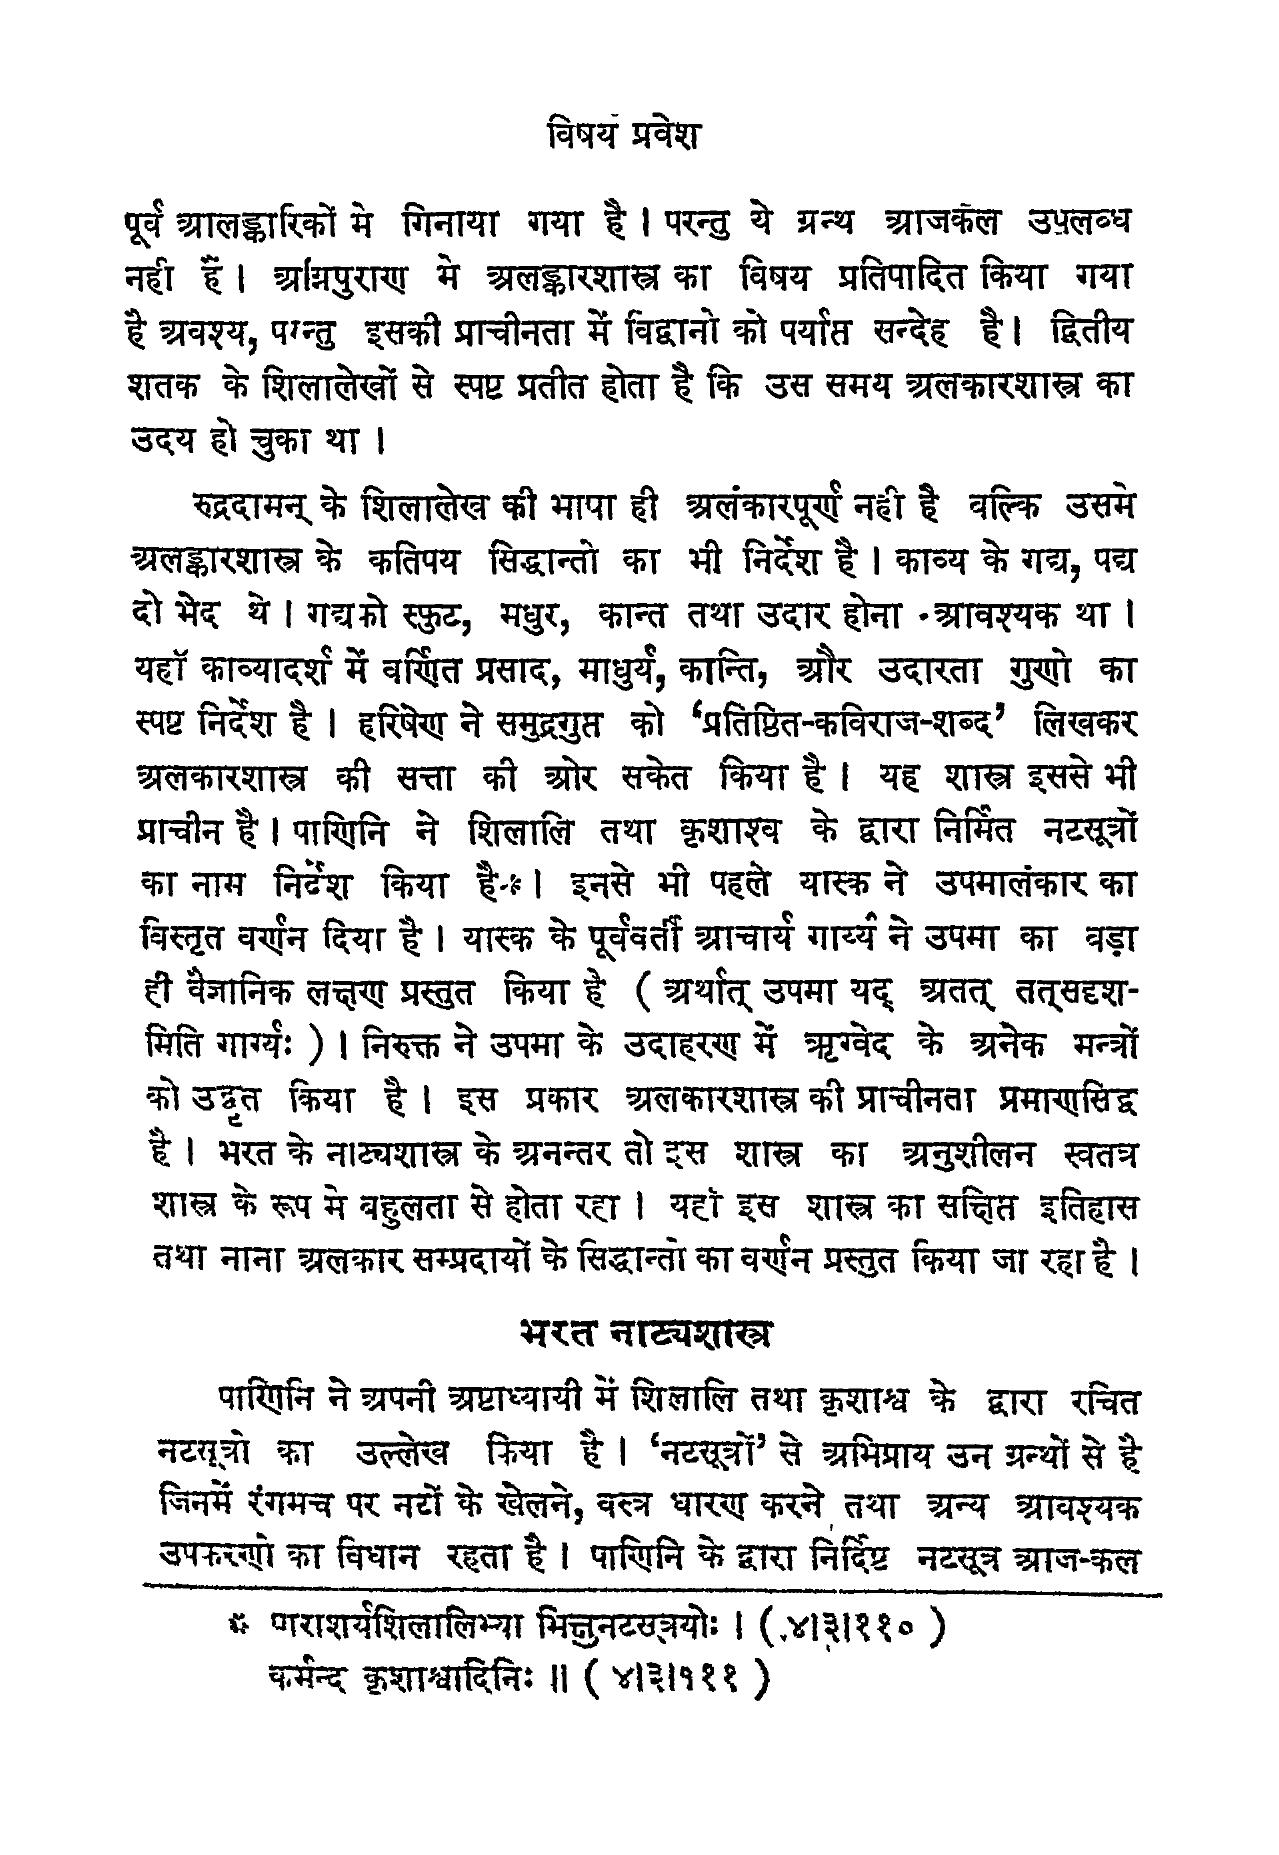 विषय प्रवेश
पूर्व आलङ्कारिकों मे गिनाया गया है । परन्तु ये ग्रन्थ आजकल उपलब्ध
नही हैं । अग्निपुराण मे अलङ्कारशास्त्र का विषय प्रतिपादित किया गया
है अवश्य, परन्तु इसकी प्राचीनता में विद्वानो को पर्याप्त सन्देह है । द्वितीय
शतक के शिलालेखों से स्पष्ट प्रतीत होता है कि उस समय अलकारशास्त्र का
उदय हो चुका था ।
रुद्रदामन् के शिलालेख की भाषा ही अलंकारपूर्ण नही है वल्कि उसमे
अलङ्कारशास्त्र के कतिपय सिद्धान्तो का भी निर्देश है । काव्य के गद्य, पद्य
दो भेद थे । गद्यको स्फुट, मधुर, कान्त तथा उदार होना आवश्यक था ।
यहाँ काव्यादर्श में वर्णित प्रसाद, माधुर्य, कान्ति, और उदारता गुणो का
स्पष्ट निर्देश है । हरिषेण ने समुद्रगुप्त को ‘प्रतिष्ठित-कविराज-शब्द’ लिखकर
अलकारशास्त्र की सत्ता की ओर सकेत किया है । यह शास्त्र इससे भी
प्राचीन है । पाणिनि ने शिलालि तथा कृशाश्व के द्वारा निर्मित नटसूत्रों
का नाम निर्देश किया है* । इनसे भी पहले यास्क ने उपमालंकार का
विस्तृत वर्णन दिया है । यास्क के पूर्ववर्ती आचार्य गार्ग्य ने उपमा का बड़ा
ही वैज्ञानिक लक्षण प्रस्तुत किया है ( अर्थात् उपमा यद् अतत् तत्सदृश-
मिति गार्ग्यः ) । निरुक्त ने उपमा के उदाहरण में ऋग्वेद के अनेक मन्त्रों
को उद्धृत किया है । इस प्रकार अलकारशास्त्र की प्राचीनता प्रमाणसिद्ध
है । भरत के नाट्यशास्त्र के अनन्तर तो इस शास्त्र का अनुशीलन स्वतत्र
शास्त्र के रूप मे बहुलता से होता रहा । यहाँ इस शास्त्र का सक्षिप्त इतिहास
तथा नाना अलकार सम्प्रदायों के सिद्धान्तो का वर्णन प्रस्तुत किया जा रहा है ।
भरत नाट्यशास्त्र
पाणिनि ने अपनी अष्टाध्यायी में शिलालि तथा कृशाश्व के द्वारा रचित
नटसूत्रो का उल्लेख किया है । ‘नटसूत्रों’ से अभिप्राय उन ग्रन्थों से है
जिनमें रंगमच पर नटों के खेलने, वस्त्र धारण करने तथा अन्य आवश्यक
उपकरणो का विधान रहता है । पाणिनि के द्वारा निर्दिष्ट नटसूत्र आज-कल
* पाराशर्यशिलालिभ्या भिक्षुनटसूत्रयोः । ( ४।३।११० )
कर्मन्द कृशाश्वादिनिः ॥ ( ४।३।१११ )